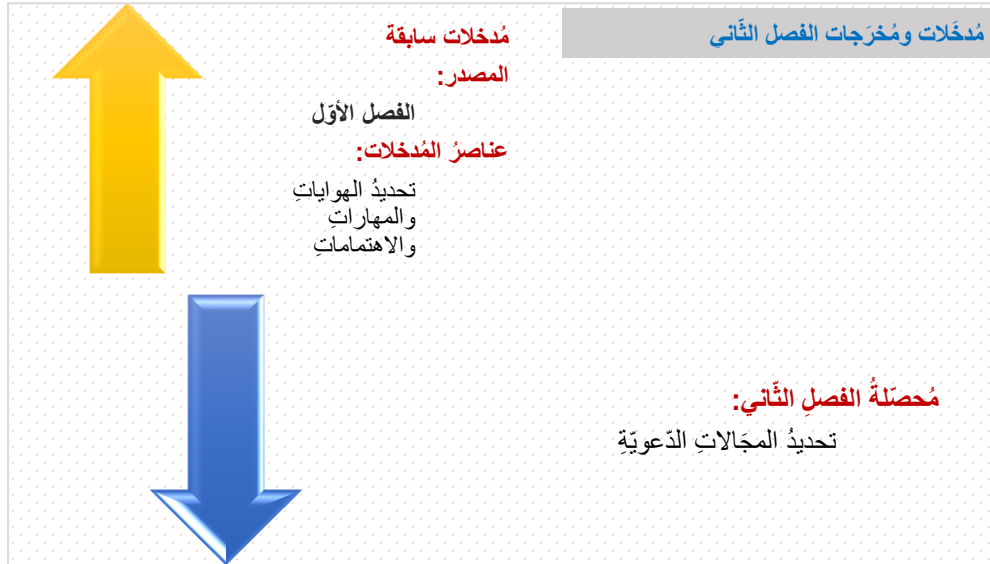 مُدخَلات ومُخرَجات الفصل الثّاني
مُدخلات سابقة
المصدر:
الفصل الأوّل
عناصرُ المُدخلات:
تحديدُ الهواياتِ
والمهاراتِ
والاهتماماتِ
مُحصّلةُ الفصلِ الثّاني:
تحديدُ المجَالاتِ الدّعويّةِ